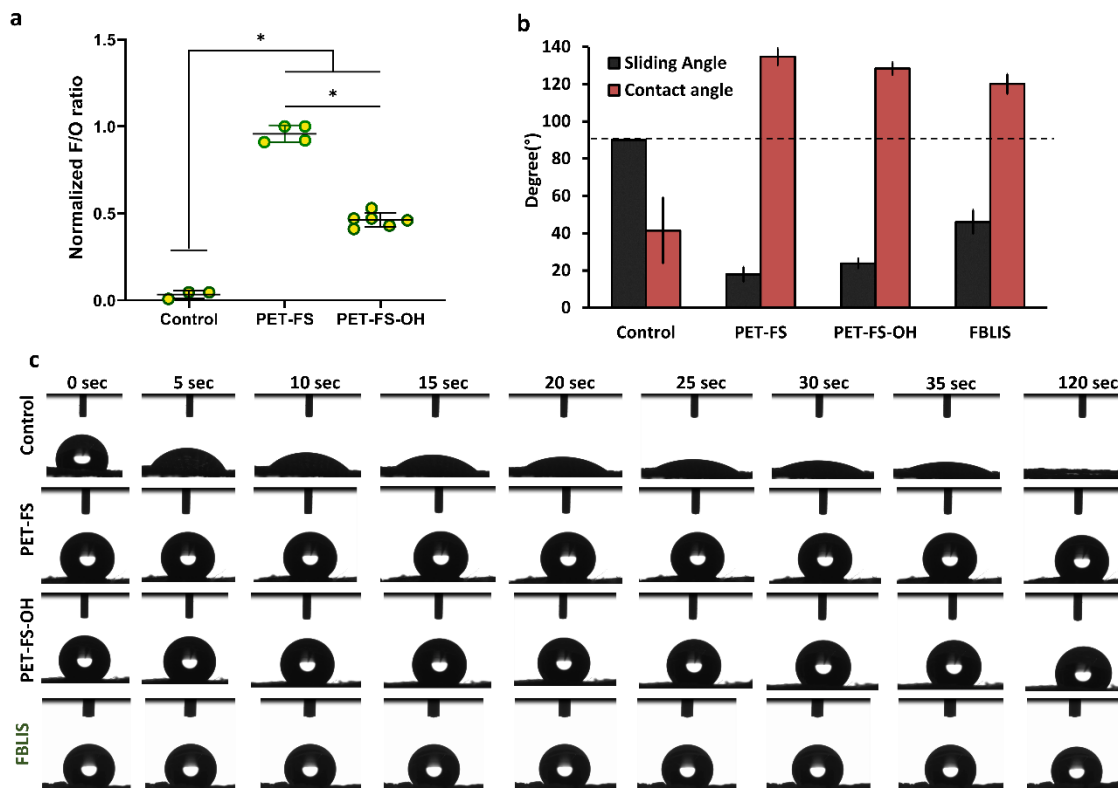 a
Normalized F/O ratio
1.5
1.0
0.5
0.0
*
*
Control PET-FS PET-FS-OH
b
Degree(°)
140
120
100
80
60
40
20
0
Sliding Angle
Contact angle
Control PET-FS PET-FS-OH FBLIS
c
0 sec 5 sec 10 sec 15 sec 20 sec 25 sec 30 sec 35 sec 120 sec
Control
PET-FS
PET-FS-OH
FBLIS